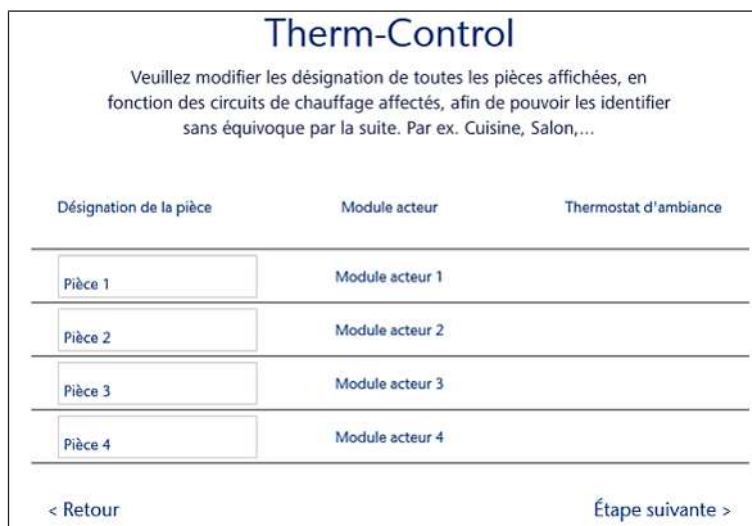 Therm-Control
Veuillez modifier les désignation de toutes les pièces affichées, en
fonction des circuits de chauffage affectés, afin de pouvoir les identifier
sans équivoque par la suite. Par ex. Cuisine, Salon,...
Désignation de la pièce Module acteur Thermostat d'ambiance
Pièce 1 Module acteur 1
Pièce 2 Module acteur 2
Pièce 3 Module acteur 3
Pièce 4 Module acteur 4
< Retour Étape suivante >